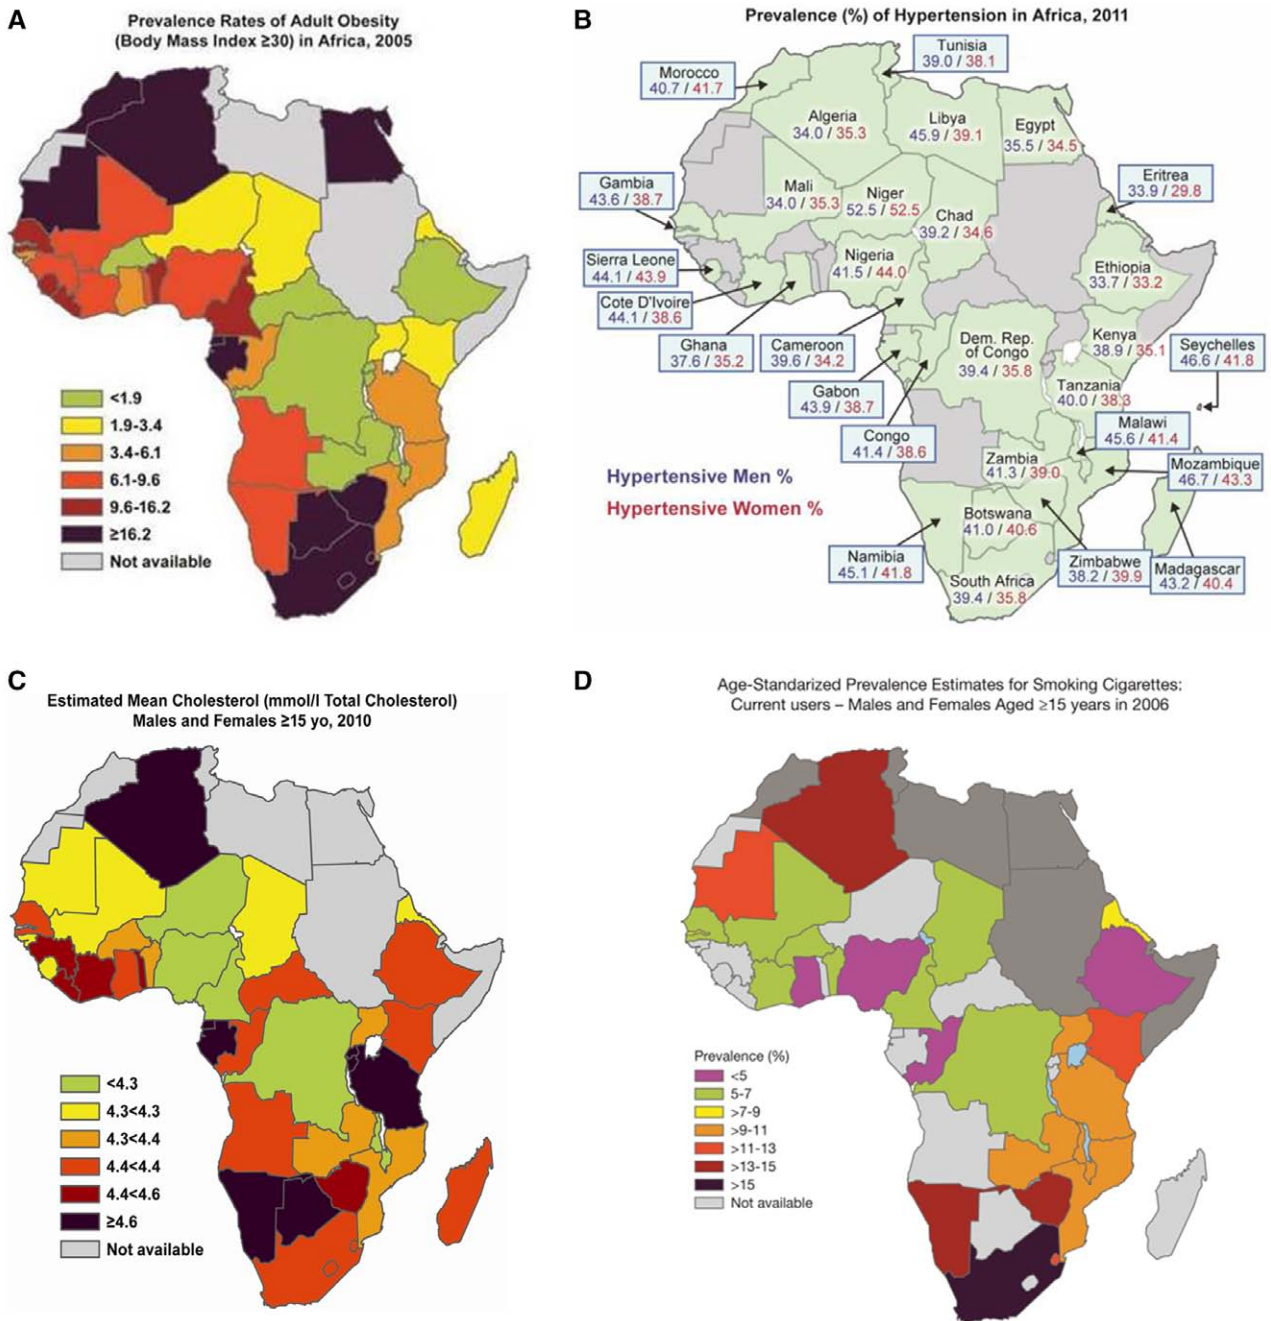 A
Prevalence Rates of Adult Obesity
(Body Mass Index ≥30) in Africa, 2005
<1.9
1.9-3.4
3.4-6.1
6.1-9.6
9.6-16.2
≥16.2
Not available
B
Prevalence (%) of Hypertension in Africa, 2011
Tunisia
39.0 / 38.1
Morocco
40.7 / 41.7
Algeria
34.0 / 35.3
Libya
45.9 / 39.1
Egypt
35.5 / 34.5
Gambia
43.6 / 38.7
Mali
34.0 / 35.3
Niger
52.5 / 52.5
Chad
39.2 / 34.6
Eritrea
33.9 / 29.8
Sierra Leone
44.1 / 43.9
Nigeria
41.5 / 44.0
Ethiopia
33.7 / 33.2
Cote D'Ivoire
44.1 / 38.6
Ghana
37.6 / 35.2
Cameroon
39.6 / 34.2
Dem. Rep.
of Congo
39.4 / 35.8
Kenya
38.9 / 35.1
Seychelles
46.6 / 41.8
Gabon
43.9 / 38.7
Tanzania
40.0 / 38.3
Congo
41.4 / 38.6
Malawi
45.6 / 41.4
Zambia
41.3 / 39.0
Mozambique
46.7 / 43.3
Hypertensive Men %
Hypertensive Women %
Botswana
41.0 / 40.6
Namibia
45.1 / 41.8
Zimbabwe
38.2 / 39.9
Madagascar
43.2 / 40.4
South Africa
39.4 / 35.8
C
Estimated Mean Cholesterol (mmol/l Total Cholesterol)
Males and Females ≥15 yo, 2010
<4.3
4.3<4.3
4.3<4.4
4.4<4.4
4.4<4.6
≥4.6
Not available
D
Age-Standarized Prevalence Estimates for Smoking Cigarettes:
Current users – Males and Females Aged ≥15 years in 2006
Prevalence (%)
<5
5-7
>7-9
>9-11
>11-13
>13-15
>15
Not available